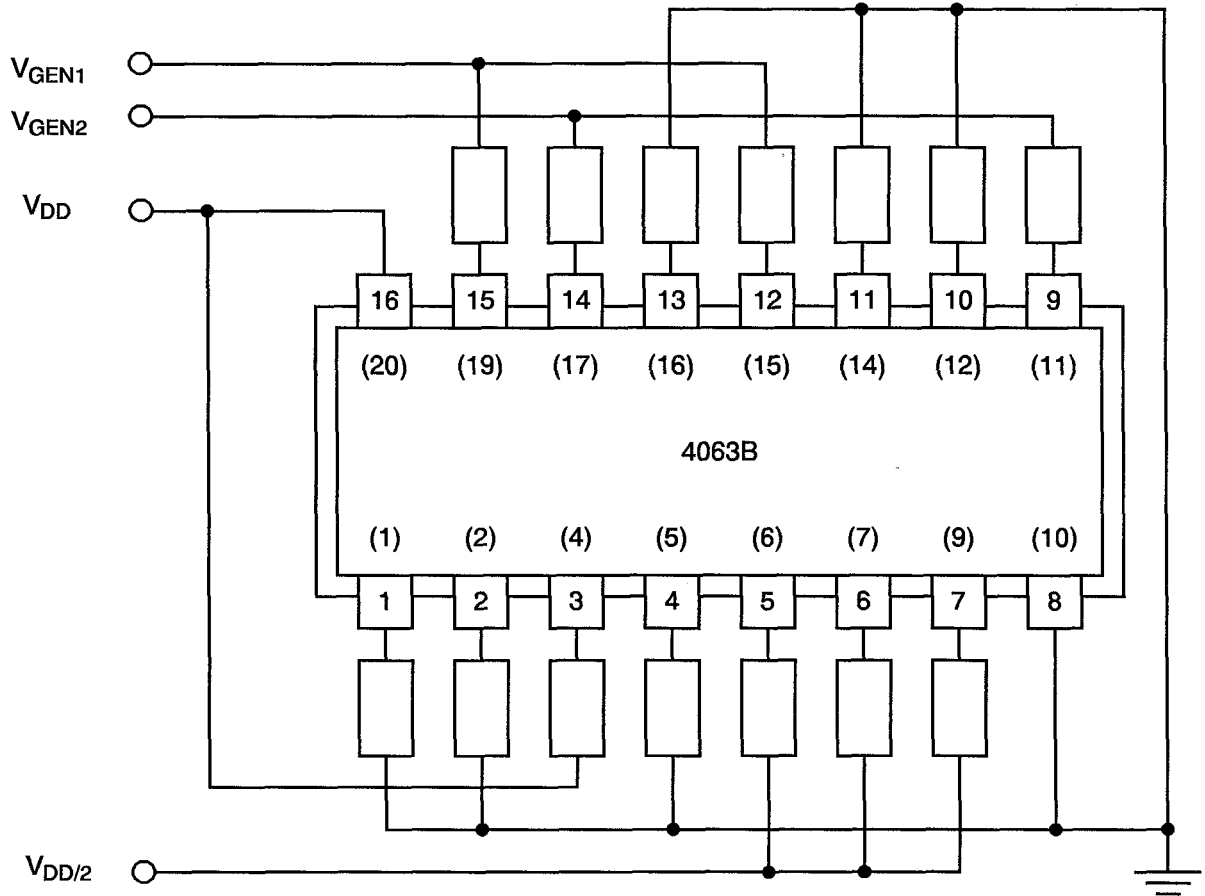 VGEN1
VGEN2
VDD
16 15 14 13 12 11 10 9
(20) (19) (17) (16) (15) (14) (12) (11)
4063B
(1) (2) (4) (5) (6) (7) (9) (10)
1 2 3 4 5 6 7 8
VDD/2